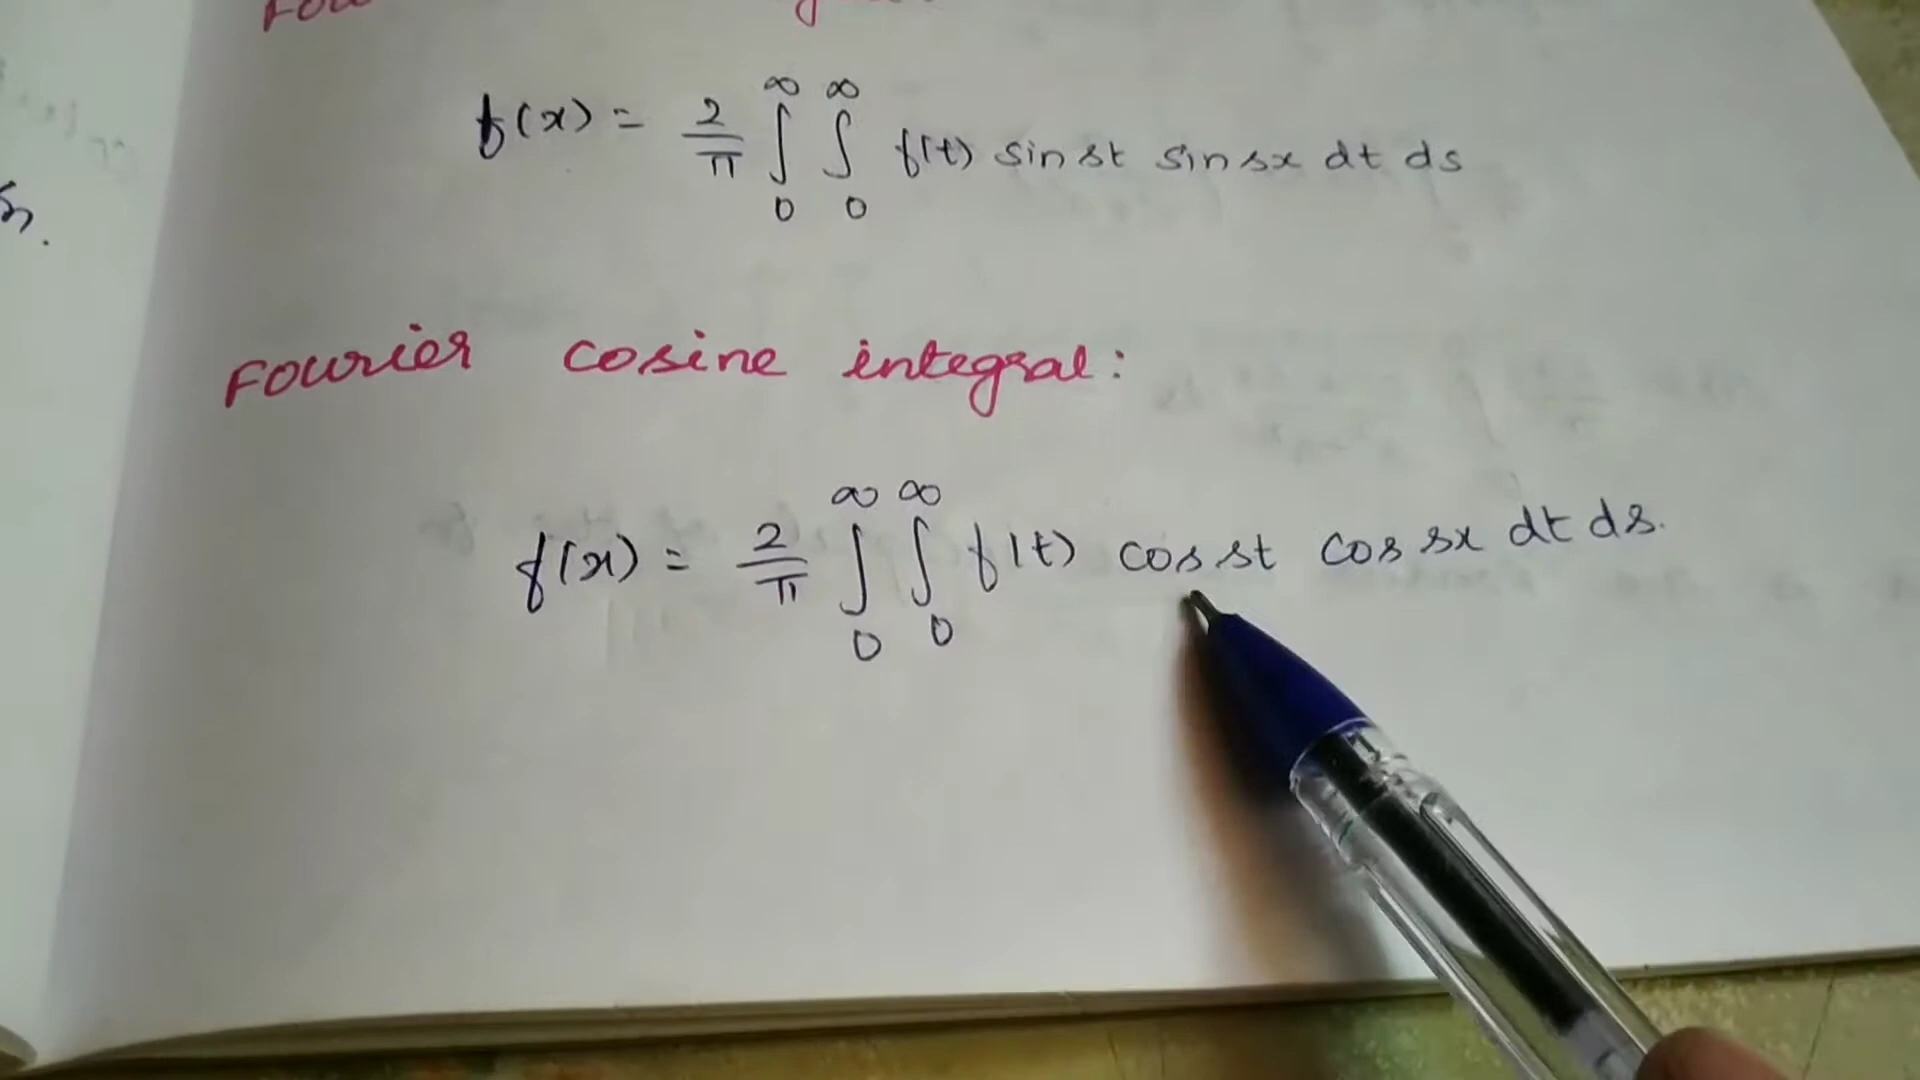 f(x) = 2/π ∫₀^∞ ∫₀^∞ f(t) sin st sin sx dt ds
Fourier cosine integral:
f(x) = 2/π ∫₀^∞ ∫₀^∞ f(t) cos st cos sx dt ds.